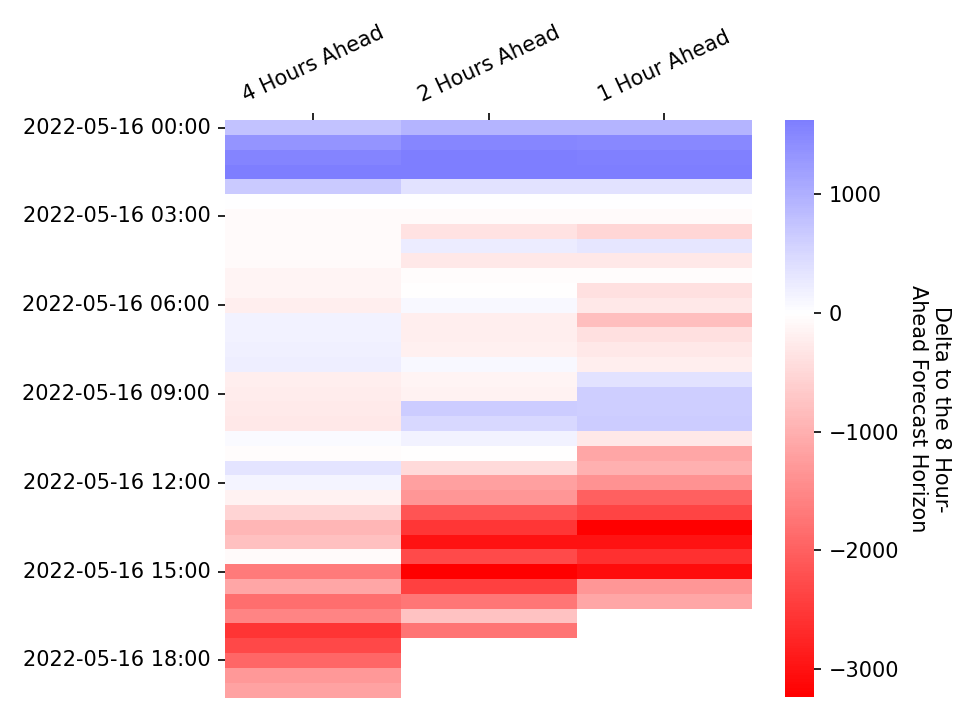 4 Hours Ahead
2 Hours Ahead
1 Hour Ahead
2022-05-16 00:00
2022-05-16 03:00
2022-05-16 06:00
2022-05-16 09:00
2022-05-16 12:00
2022-05-16 15:00
2022-05-16 18:00
1000
0
−1000
−2000
−3000
Delta to the 8 Hour-
Ahead Forecast Horizon